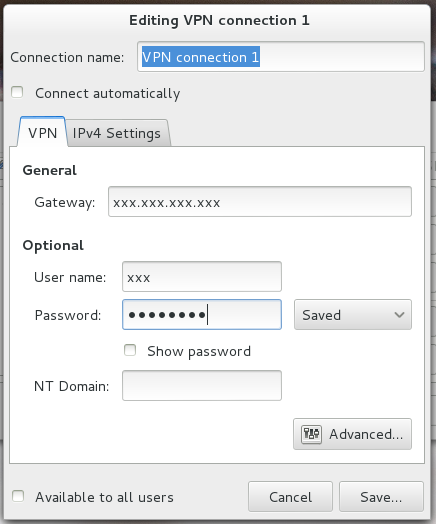 Editing VPN connection 1
Connection name: VPN connection 1
Connect automatically
VPN IPv4 Settings
General
Gateway: xxx.xxx.xxx.xxx
Optional
User name: xxx
Password: ●●●●●●●● Saved
Show password
NT Domain:
Advanced...
Available to all users Cancel Save...